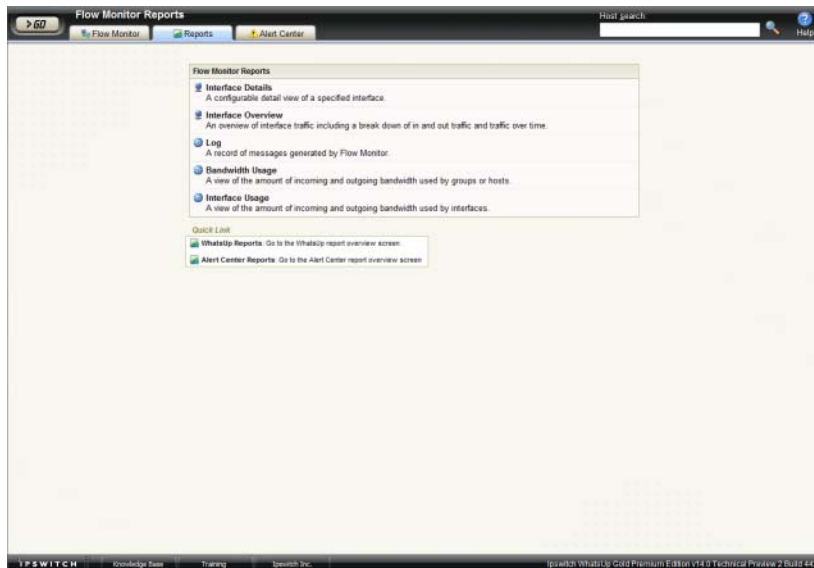 Flow Monitor Reports
Host search:
> GO
Flow Monitor
Reports
Alert Center
Help
Flow Monitor Reports
Interface Details
A configurable detail view of a specified interface.
Interface Overview
An overview of interface traffic including a break down of in and out traffic and traffic over time.
Log
A record of messages generated by Flow Monitor.
Bandwidth Usage
A view of the amount of incoming and outgoing bandwidth used by groups or hosts.
Interface Usage
A view of the amount of incoming and outgoing bandwidth used by interfaces.
Quick Link
WhatsUp Reports: Go to the WhatsUp report overview screen
Alert Center Reports: Go to the Alert Center report overview screen
IPSWITCH
Knowledge Base
Training
Ipswitch Inc.
Ipswitch WhatsUp Gold Premium Edition v14.0 Technical Preview 2 Build